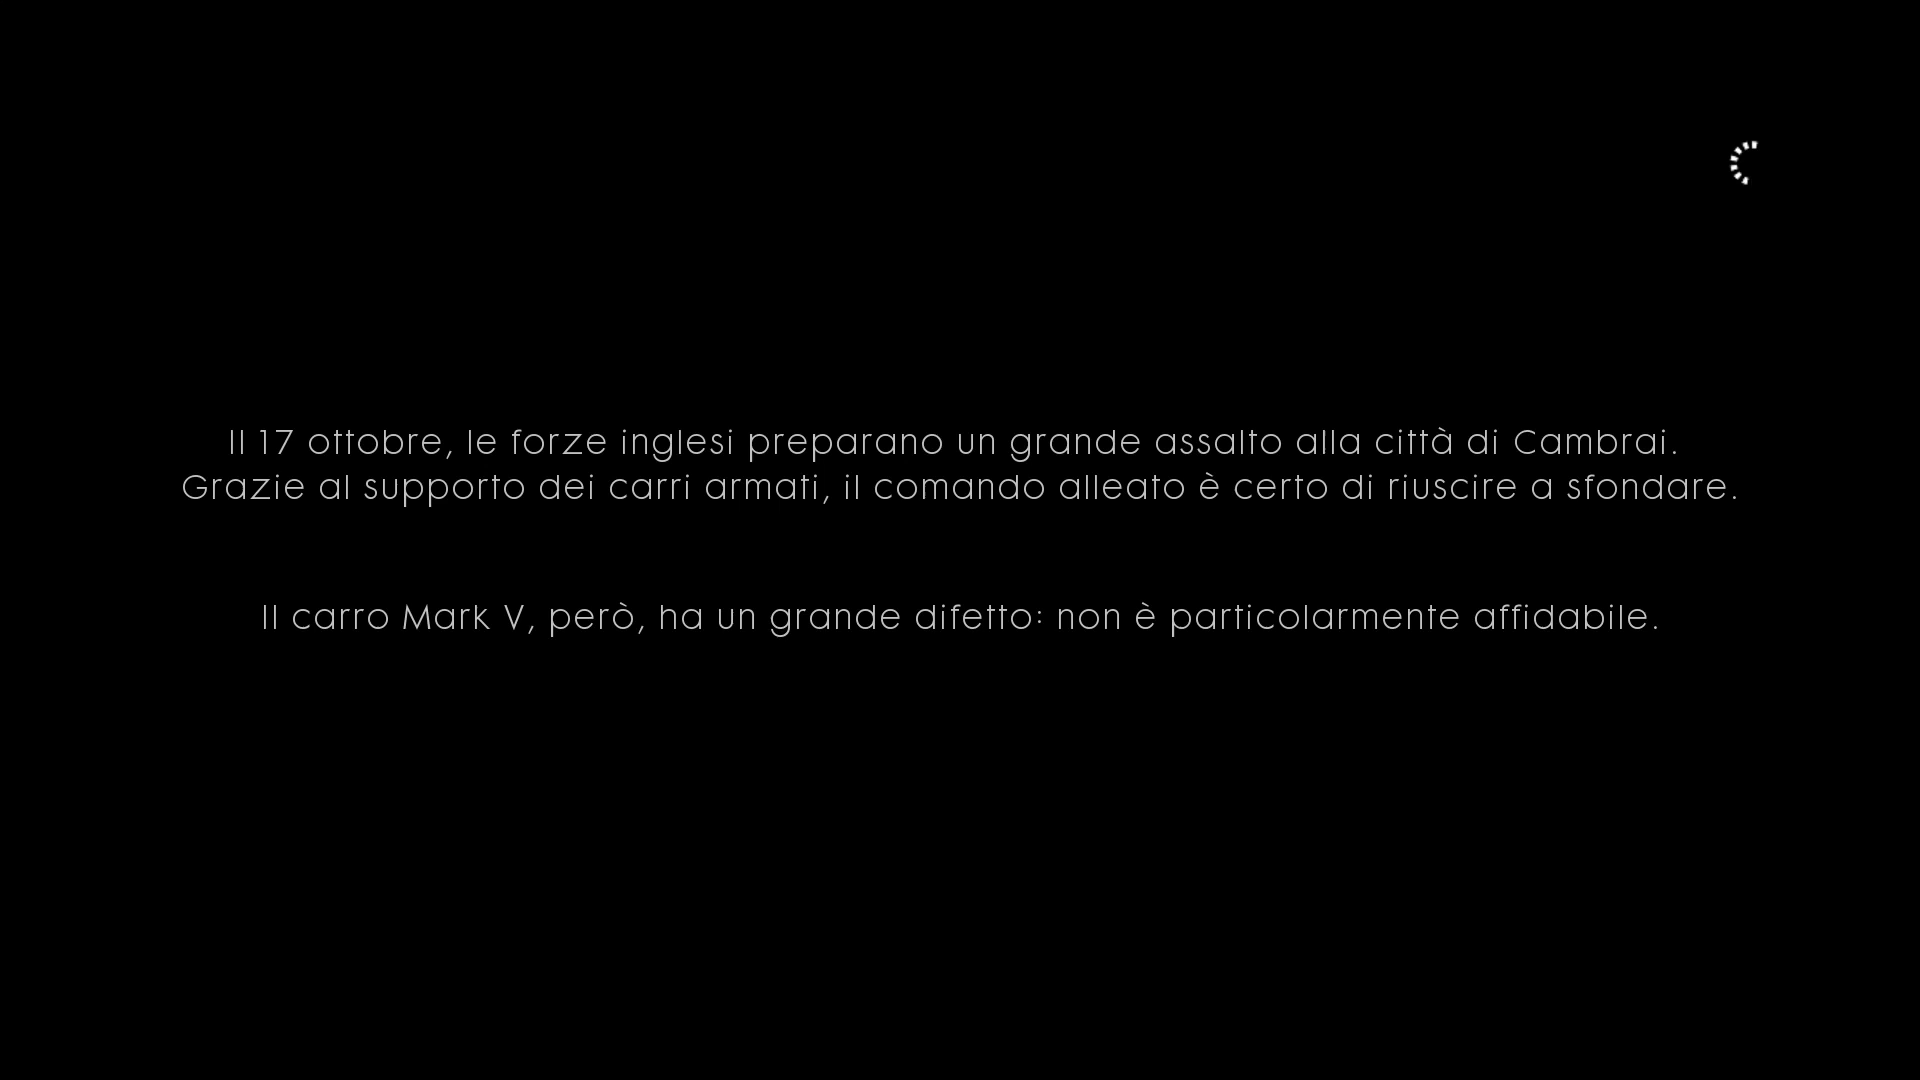 Il 17 ottobre, le forze inglesi preparano un grande assalto alla città di Cambrai.
Grazie al supporto dei carri armati, il comando alleato è certo di riuscire a sfondare.
Il carro Mark V, però, ha un grande difetto: non è particolarmente affidabile.